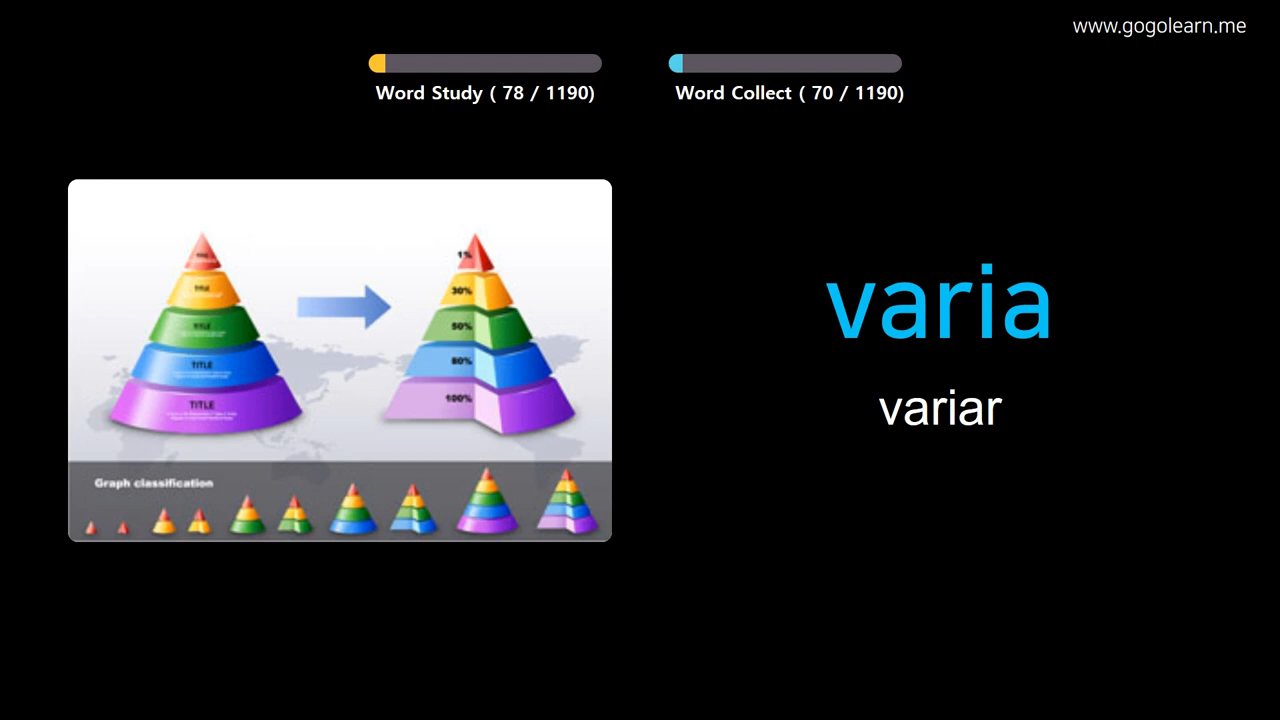 www.gogolearn.me
Word Study ( 78 / 1190)
Word Collect ( 70 / 1190)
varia
variar
TITLE
TITLE
TITLE
TITLE
1%
30%
50%
80%
100%
Graph classification